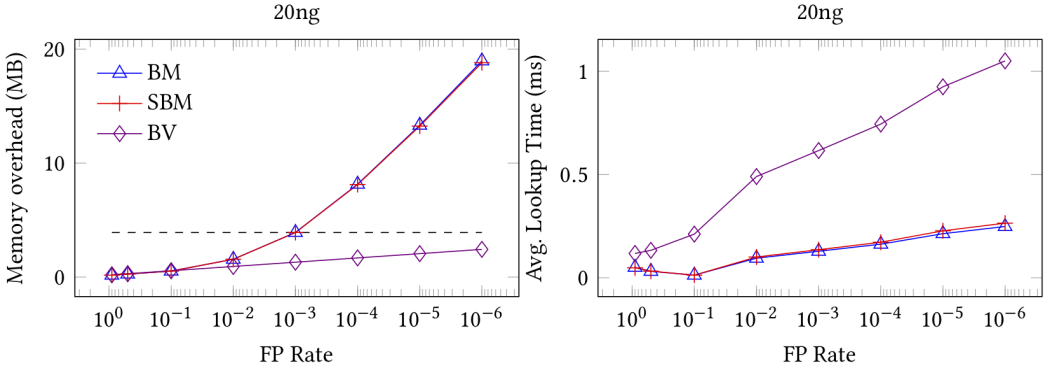 20ng
Memory overhead (MB)
20
10
0
BM
SBM
BV
10^0 10^-1 10^-2 10^-3 10^-4 10^-5 10^-6
FP Rate
20ng
Avg. Lookup Time (ms)
1
0.5
0
10^0 10^-1 10^-2 10^-3 10^-4 10^-5 10^-6
FP Rate